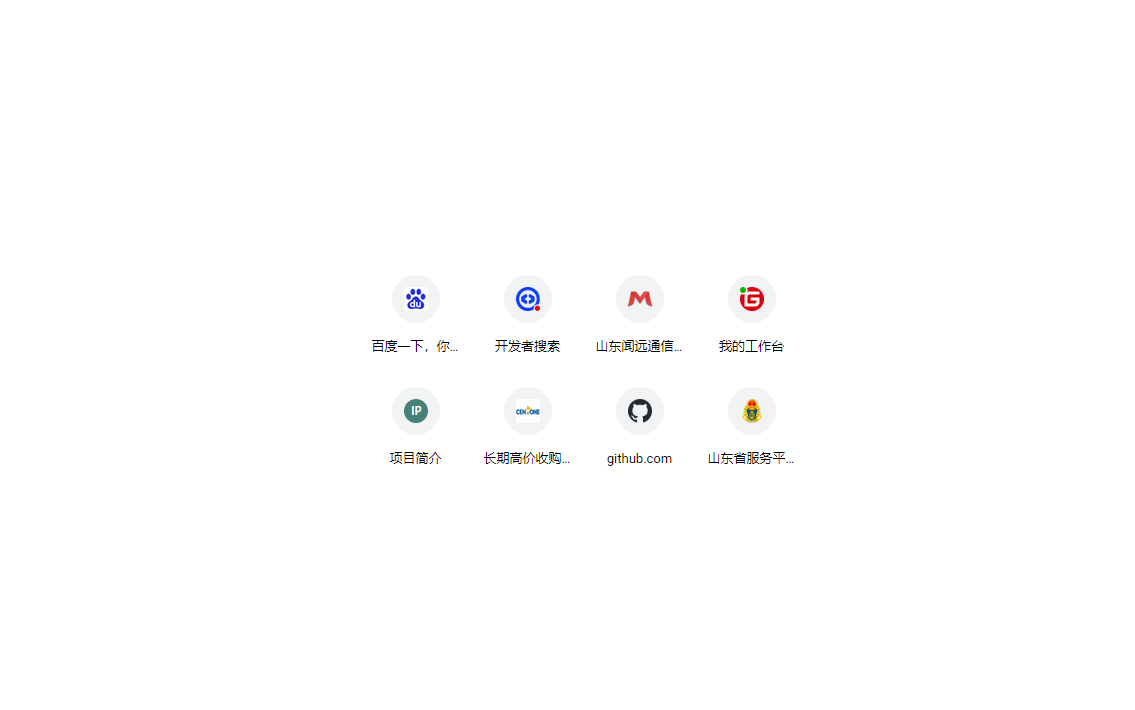 du
百度一下，你...
开发者搜索
山东闻远通信...
我的工作台
IP
项目简介
CENTONE
长期高价收购...
github.com
山东省服务平...